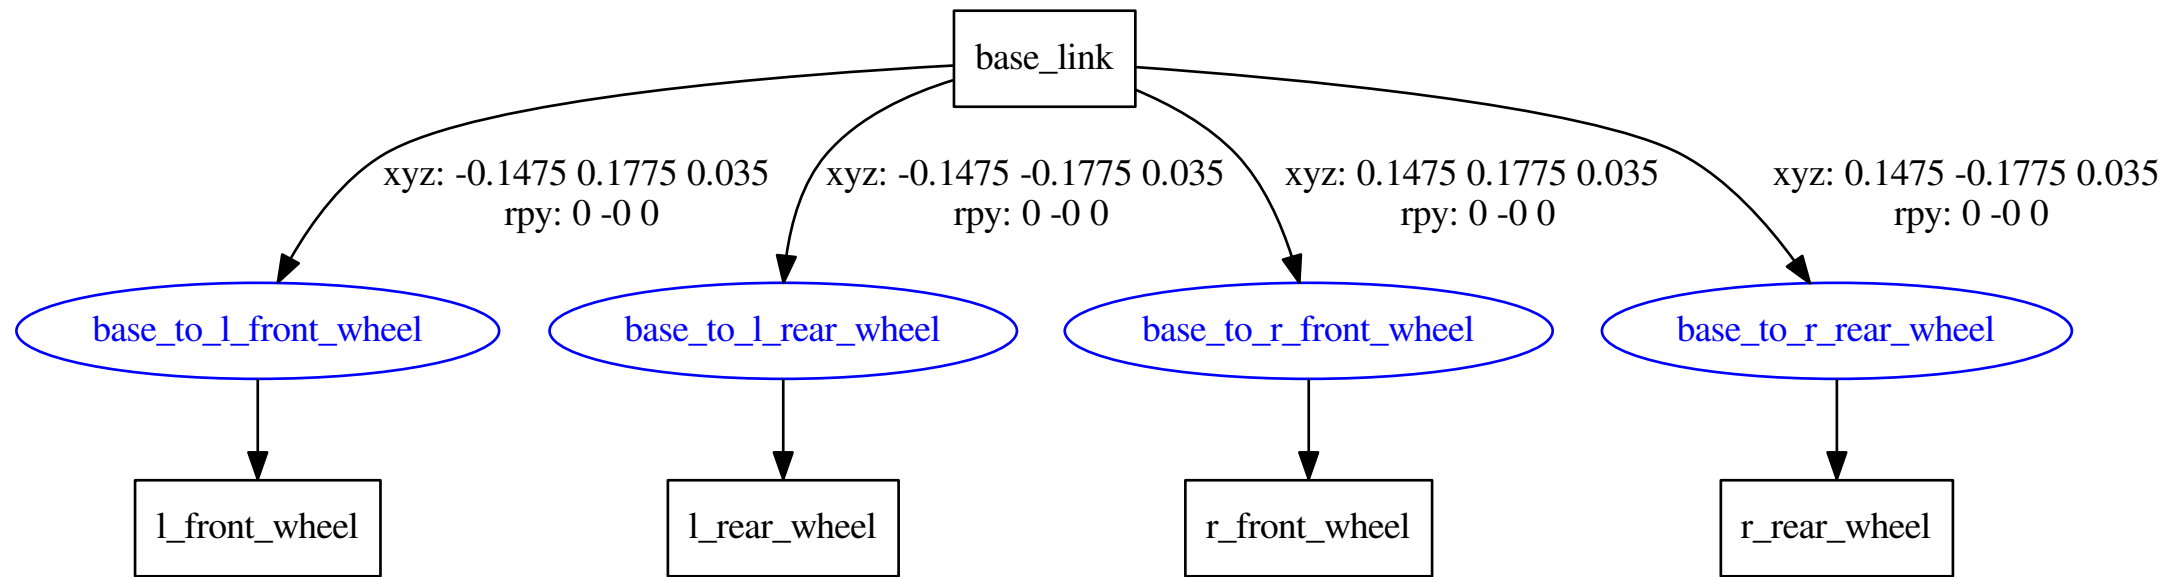 base_link
xyz: -0.1475 0.1775 0.035
rpy: 0 -0 0
xyz: -0.1475 -0.1775 0.035
rpy: 0 -0 0
xyz: 0.1475 0.1775 0.035
rpy: 0 -0 0
xyz: 0.1475 -0.1775 0.035
rpy: 0 -0 0
base_to_l_front_wheel
base_to_l_rear_wheel
base_to_r_front_wheel
base_to_r_rear_wheel
l_front_wheel
l_rear_wheel
r_front_wheel
r_rear_wheel